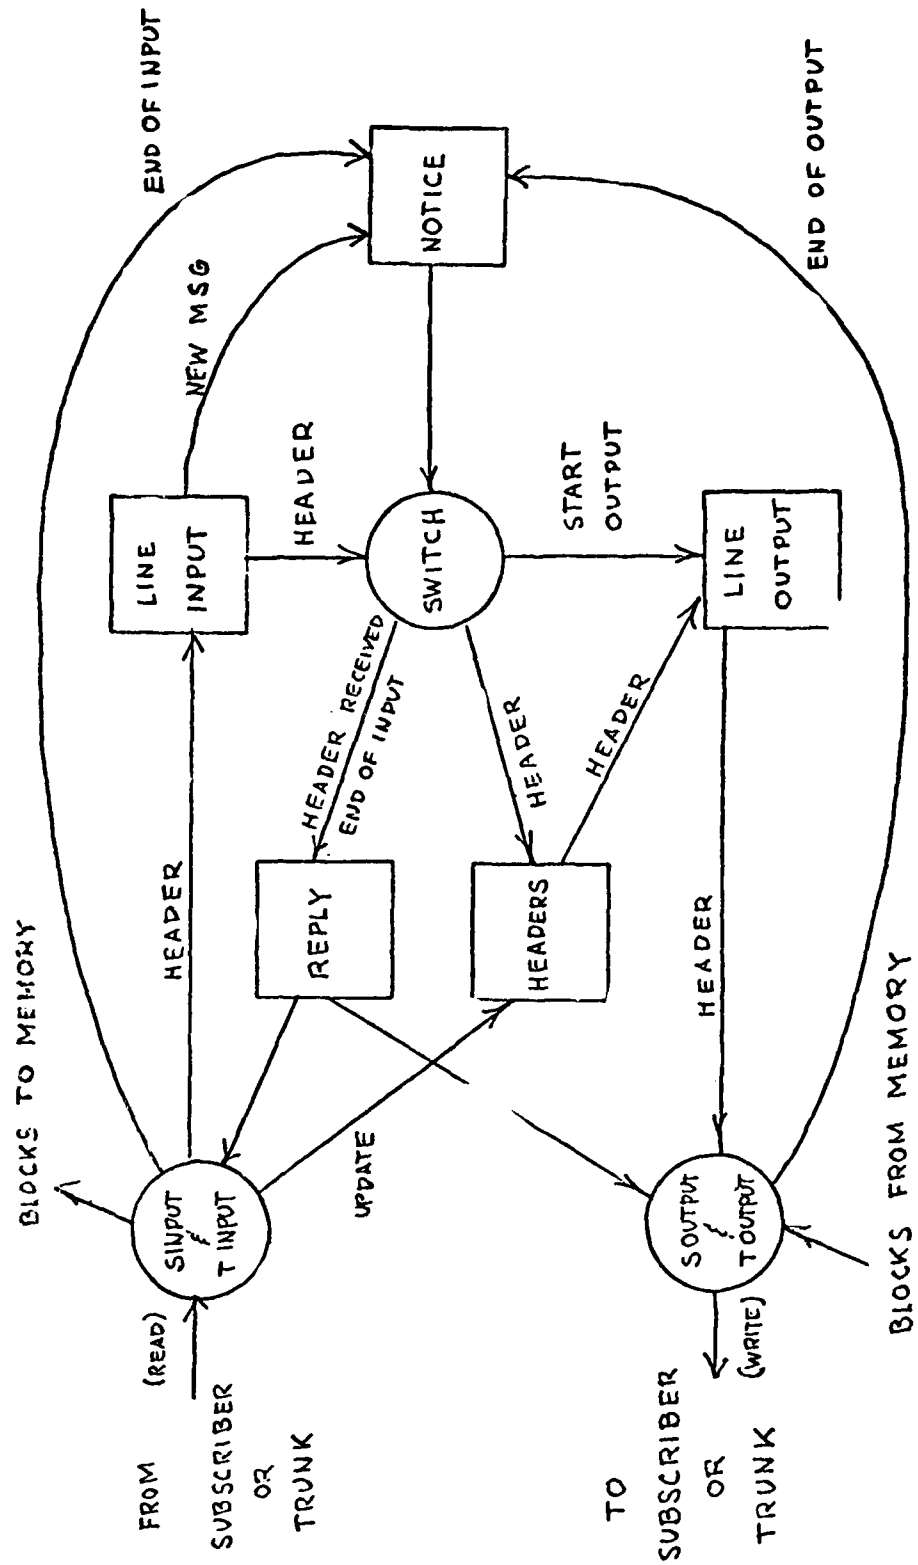 BLOCKS TO MEMORY
END OF INPUT
NEW MSG
FROM
SUBSCRIBER
OR
TRUNK
(READ)
SINPUT
&
TINPUT
HEADER
LINE
INPUT
HEADER
NOTICE
REPLY
HEADER RECEIVED
END OF INPUT
SWITCH
UPDATE
HEADERS
HEADER
HEADER
START
OUTPUT
TO
SUBSCRIBER
OR
TRUNK
(WRITE)
SOUTPUT
&
TOUTPUT
HEADER
LINE
OUTPUT
END OF OUTPUT
BLOCKS FROM MEMORY